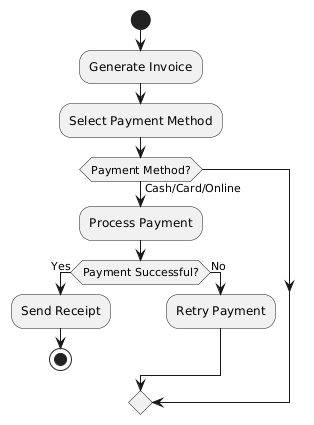 Generate Invoice
Select Payment Method
Payment Method?
Cash/Card/Online
Process Payment
Payment Successful?
Yes
No
Send Receipt
Retry Payment